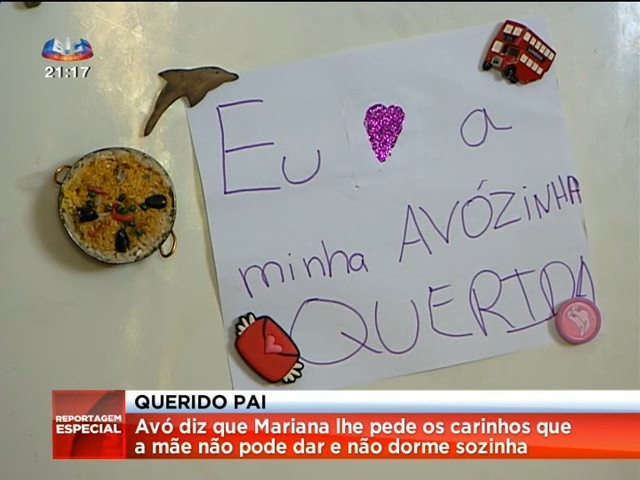 SIC
21:17
Eu a
minha AVÓZINHA
QUERIDA
REPORTAGEM
ESPECIAL
QUERIDO PAI
Avó diz que Mariana lhe pede os carinhos que
a mãe não pode dar e não dorme sozinha